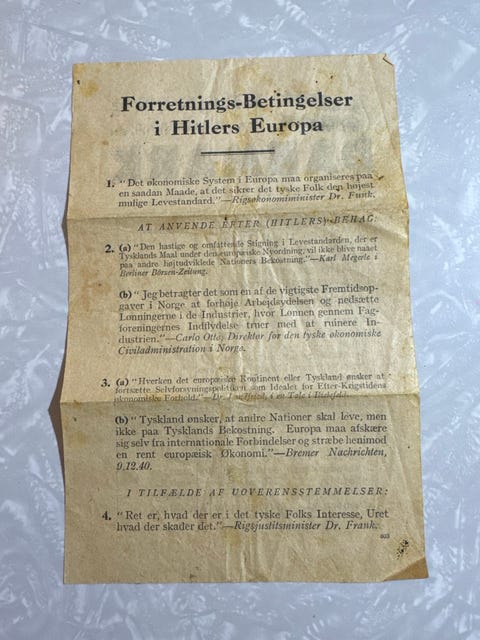 Forretnings-Betingelser
i Hitlers Europa
1. "Det økonomiske System i Europa maa organiseres paa
en saadan Maade, at det sikrer det tyske Folk den højest
mulige Levestandard."—Rigsøkonomiminister Dr. Funk.
AT ANVENDE EFTER (HITLERS) BEHAG:
2. (a) "Den hastige og omfattende Stigning i Levestandarden, der er
Tysklands Maal under den europæiske Nyordning, vil ikke blive naaet
paa andre højtudviklede Nationers Bekostning."—Karl Megerle i
Berliner Börsen-Zeitung.
(b) "Jeg betragter det som en af de vigtigste Fremtidsop-
gaver i Norge at forhøje Arbejdsydelsen og nedsætte
Lønningerne i de Industrier, hvor Lønnen gennem Fag-
foreningernes Indflydelse truer med at ruinere In-
dustrien."—Carlo Otto, Direktør for den tyske økonomiske
Civiladministration i Norge.
3. (a) "Hverken det europæiske Kontinent eller Tyskland ønsker at
fortsætte Selvforsyningspolitiken som Idealet for Efter-Krigstidens
økonomiske Forhold."—Dr. i en Tale i
(b) "Tyskland ønsker, at andre Nationer skal leve, men
ikke paa Tysklands Bekostning. Europa maa afskære
sig selv fra internationale Forbindelser og stræbe henimod
en rent europæisk Økonomi."—Bremer Nachrichten,
9.12.40.
I TILFÆLDE AF UOVERENSSTEMMELSER:
4. "Ret er, hvad der er i det tyske Folks Interesse, Uret
hvad der skader det."—Rigsjustitsminister Dr. Frank.
603